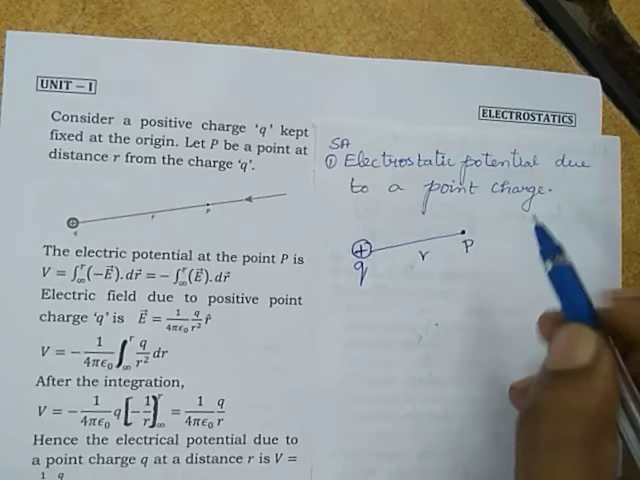 UNIT – I
ELECTROSTATICS
Consider a positive charge 'q' kept
fixed at the origin. Let P be a point at
distance r from the charge 'q'.
q r P
The electric potential at the point P is
V = ∫_∞^r (−E⃗). dr⃗ = − ∫_∞^r (E⃗). dr⃗
Electric field due to positive point
charge 'q' is E⃗ = 1/4πϵ₀ q/r² r̂
V = − 1/4πϵ₀ ∫_∞^r q/r² dr
After the integration,
V = − 1/4πϵ₀ q [− 1/r]_∞^r = 1/4πϵ₀ q/r
Hence the electrical potential due to
a point charge q at a distance r is V =
1 q
SA
① Electrostatic potential due
to a point charge.
+ q r P